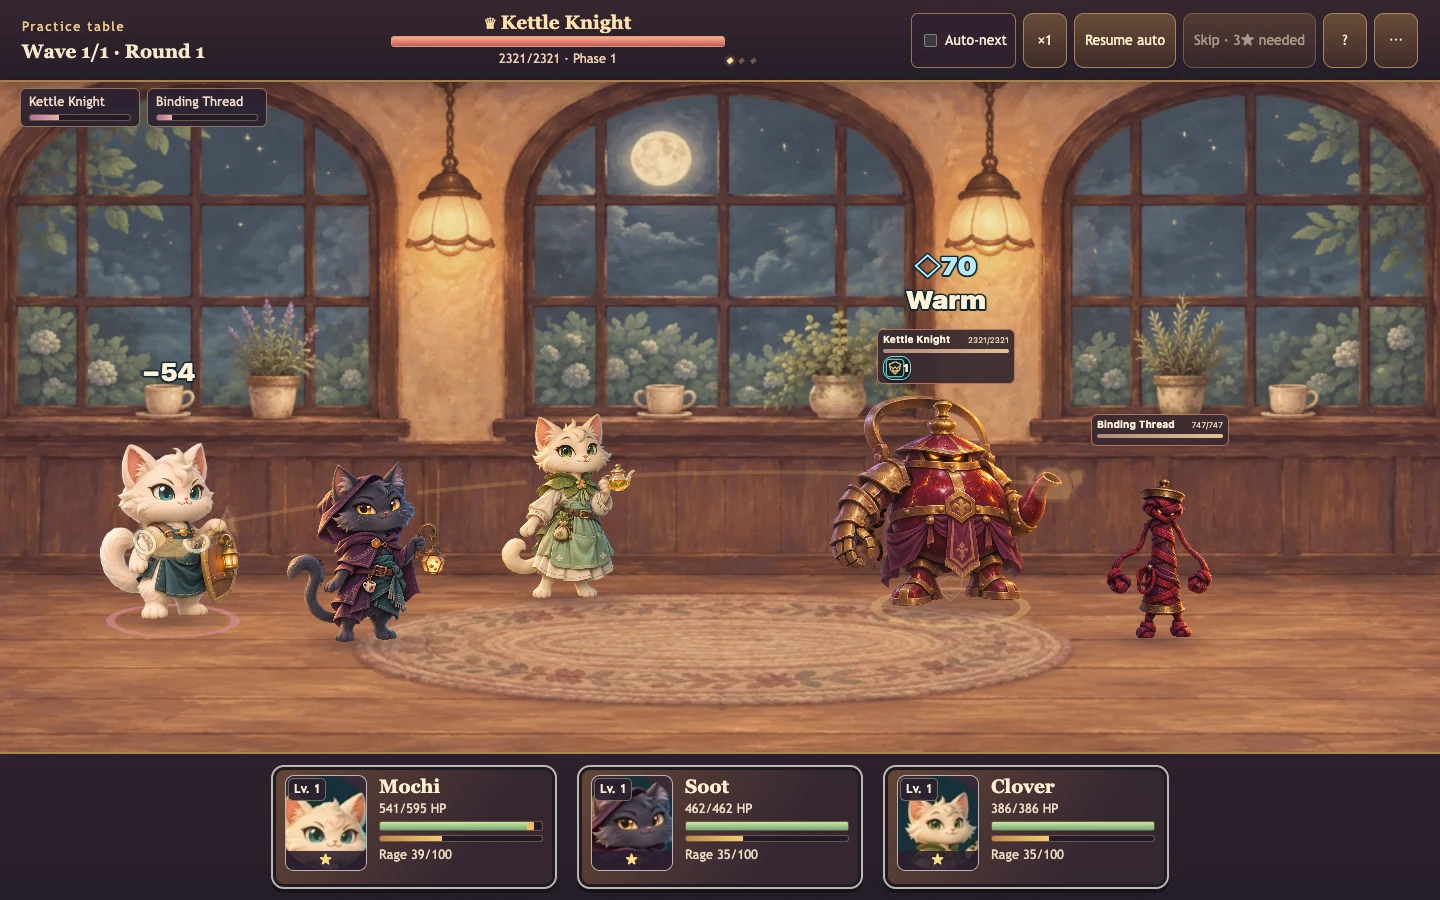 Practice table
Wave 1/1 · Round 1
♛ Kettle Knight
2321/2321 · Phase 1
Auto-next
×1
Resume auto
Skip · 3★ needed
?
...
Kettle Knight
Binding Thread
◇70
Warm
Kettle Knight 2321/2321
1
–54
Binding Thread 747/747
Lv. 1
Mochi
541/595 HP
Rage 39/100
Lv. 1
Soot
462/462 HP
Rage 35/100
Lv. 1
Clover
386/386 HP
Rage 35/100